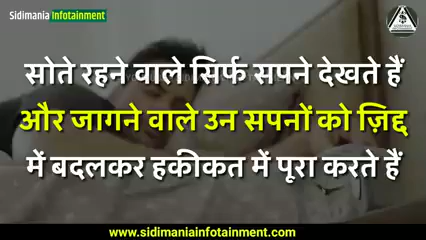 Sidimania Infotainment
सोते रहने वाले सिर्फ सपने देखते हैं
और जागने वाले उन सपनों को ज़िद्द
में बदलकर हकीकत में पूरा करते हैं
www.sidimaniainfotainment.com